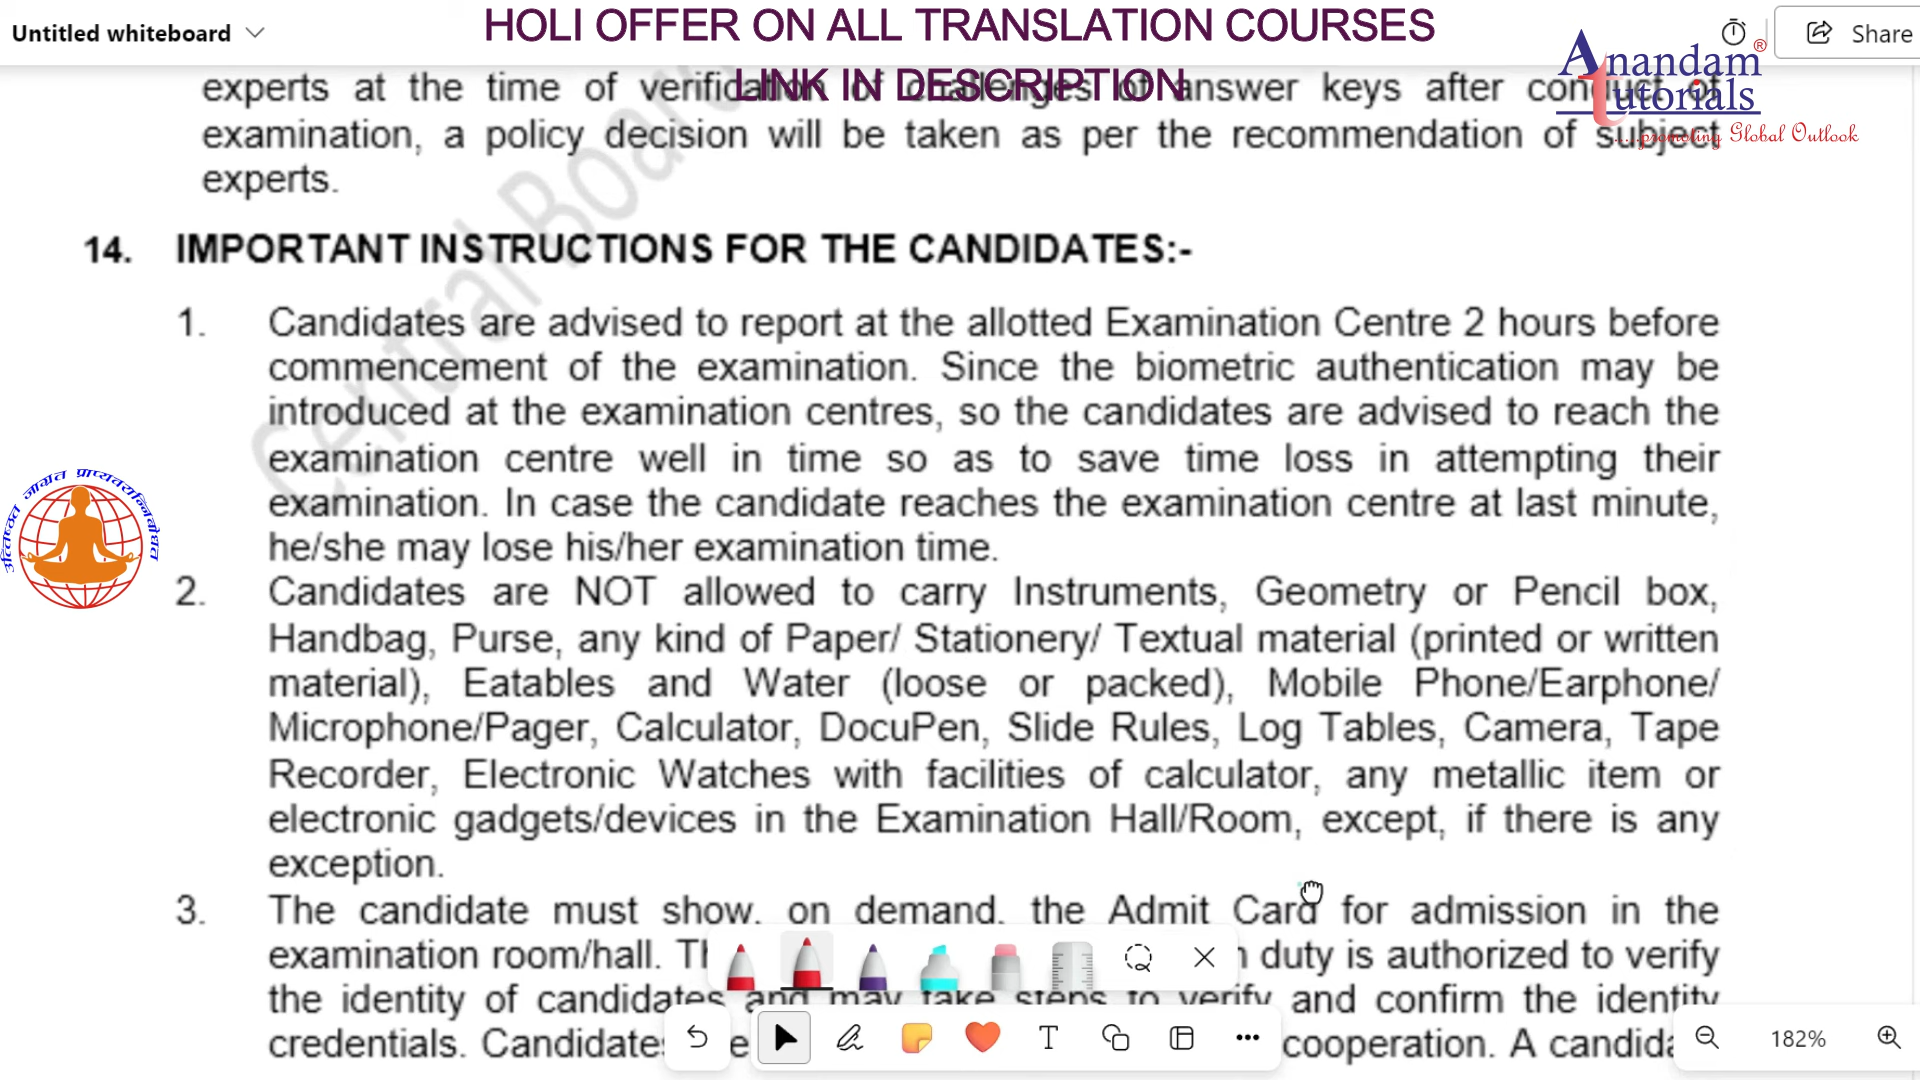 Untitled whiteboard
HOLI OFFER ON ALL TRANSLATION COURSES
LINK IN DESCRIPTION
Share
Anandam tutorials ®
.....promoting Global Outlook
experts at the time of verification of challenges of answer keys after conduct of
examination, a policy decision will be taken as per the recommendation of subject
experts.
Central Board
14. IMPORTANT INSTRUCTIONS FOR THE CANDIDATES:-
1. Candidates are advised to report at the allotted Examination Centre 2 hours before
commencement of the examination. Since the biometric authentication may be
introduced at the examination centres, so the candidates are advised to reach the
examination centre well in time so as to save time loss in attempting their
examination. In case the candidate reaches the examination centre at last minute,
he/she may lose his/her examination time.
2. Candidates are NOT allowed to carry Instruments, Geometry or Pencil box,
Handbag, Purse, any kind of Paper/ Stationery/ Textual material (printed or written
material), Eatables and Water (loose or packed), Mobile Phone/Earphone/
Microphone/Pager, Calculator, DocuPen, Slide Rules, Log Tables, Camera, Tape
Recorder, Electronic Watches with facilities of calculator, any metallic item or
electronic gadgets/devices in the Examination Hall/Room, except, if there is any
exception.
3. The candidate must show, on demand, the Admit Card for admission in the
examination room/hall. duty is authorized to verify
the identity of candidates and may take steps to verify and confirm the identity
credentials. cooperation. A
182%